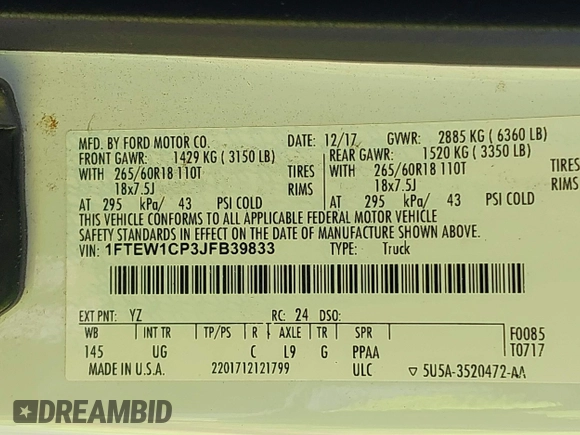 MFD. BY FORD MOTOR CO. DATE: 12/17 GVWR: 2885 KG ( 6360 LB)
FRONT GAWR: 1429 KG ( 3150 LB) REAR GAWR: 1520 KG ( 3350 LB)
WITH 265/60R18 110T TIRES WITH 265/60R18 110T TIRES
18x7.5J RIMS 18x7.5J RIMS
AT 295 kPa/ 43 PSI COLD AT 295 kPa/ 43 PSI COLD
THIS VEHICLE CONFORMS TO ALL APPLICABLE FEDERAL MOTOR VEHICLE
SAFETY STANDARDS IN EFFECT ON THE DATE OF MANUFACTURE SHOWN ABOVE.
VIN: 1FTEW1CP3JFB39833 TYPE: Truck
EXT PNT: YZ RC: 24 DSO:
WB INT TR TP/PS R AXLE TR SPR F0085
145 UG C L9 G PPAA T0717
MADE IN U.S.A. 2201712121799 ULC ▽ 5U5A-3520472-AA
DREAMBID